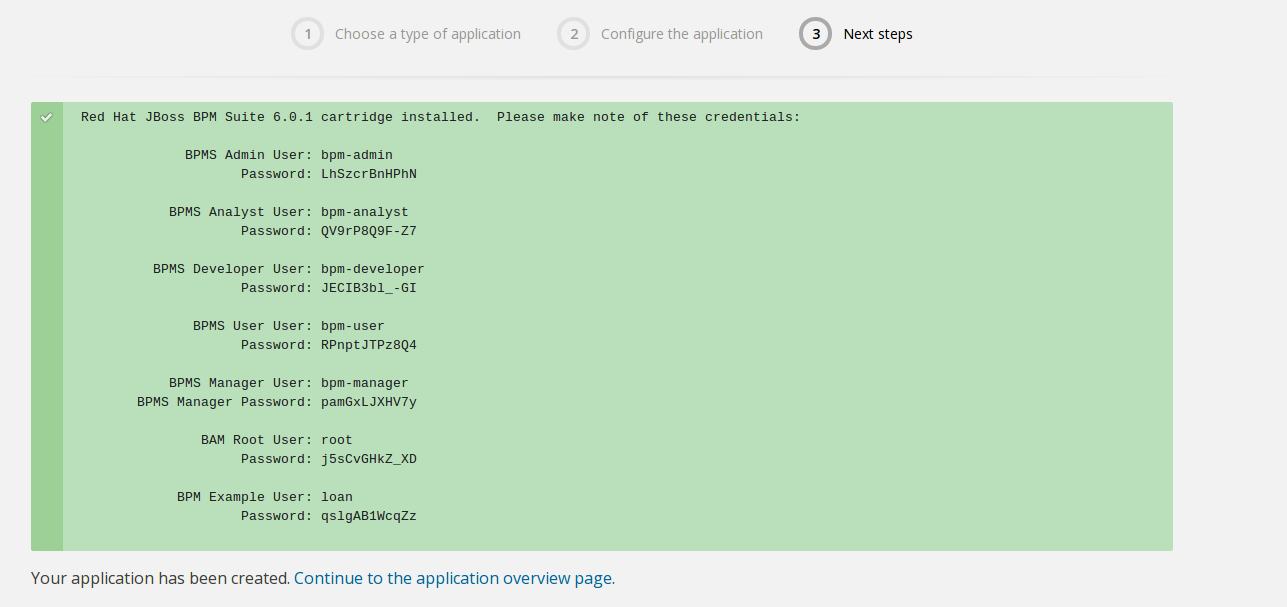 1 Choose a type of application 2 Configure the application 3 Next steps
Red Hat JBoss BPM Suite 6.0.1 cartridge installed. Please make note of these credentials:
BPMS Admin User: bpm-admin
Password: LhSzcrBnHPhN
BPMS Analyst User: bpm-analyst
Password: QV9rP8Q9F-Z7
BPMS Developer User: bpm-developer
Password: JECIB3bl_-GI
BPMS User User: bpm-user
Password: RPnptJTPz8Q4
BPMS Manager User: bpm-manager
BPMS Manager Password: pamGxLJXHV7y
BAM Root User: root
Password: j5sCvGHkZ_XD
BPM Example User: loan
Password: qslgAB1WcqZz
Your application has been created. Continue to the application overview page.